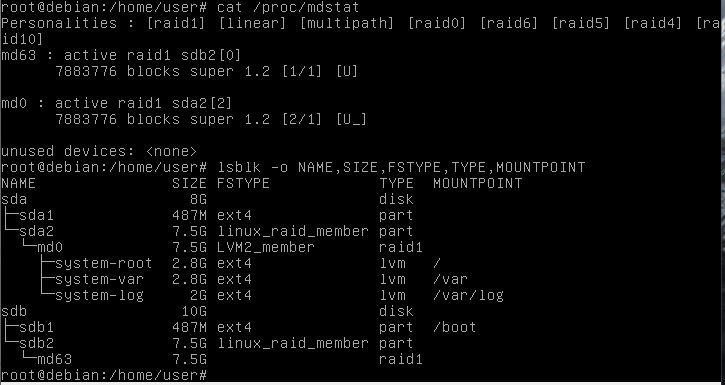 root@debian:/home/user# cat /proc/mdstat
Personalities : [raid1] [linear] [multipath] [raid0] [raid6] [raid5] [raid4] [ra
id10]
md63 : active raid1 sdb2[0]
      7883776 blocks super 1.2 [1/1] [U]

md0 : active raid1 sda2[2]
      7883776 blocks super 1.2 [2/1] [U_]

unused devices: <none>
root@debian:/home/user# lsblk -o NAME,SIZE,FSTYPE,TYPE,MOUNTPOINT
NAME                SIZE FSTYPE            TYPE  MOUNTPOINT
sda                   8G                   disk
├─sda1              487M ext4              part
└─sda2              7.5G linux_raid_member part
  └─md0             7.5G LVM2_member       raid1
    ├─system-root   2.8G ext4              lvm   /
    ├─system-var    2.8G ext4              lvm   /var
    └─system-log      2G ext4              lvm   /var/log
sdb                  10G                   disk
├─sdb1              487M ext4              part  /boot
└─sdb2              7.5G linux_raid_member part
  └─md63            7.5G                   raid1
root@debian:/home/user#